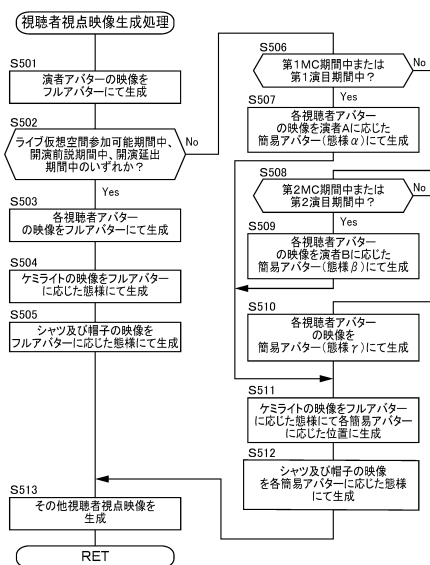 視聴者視点映像生成処理
S501
演者アバターの映像を
フルアバターにて生成
S502
ライブ仮想空間参加可能期間中、
開演前説期間中、開演延出
期間中のいずれか?
No
Yes
S503
各視聴者アバター
の映像をフルアバターにて生成
S504
ケミライトの映像をフルアバター
に応じた態様にて生成
S505
シャツ及び帽子の映像を
フルアバターに応じた態様にて生成
S506
第1MC期間中または
第1演目期間中?
No
Yes
S507
各視聴者アバター
の映像を演者Aに応じた
簡易アバター(態様α)にて生成
S508
第2MC期間中または
第2演目期間中?
No
Yes
S509
各視聴者アバター
の映像を演者Bに応じた
簡易アバター(態様β)にて生成
S510
各視聴者アバター
の映像を
簡易アバター(態様γ)にて生成
S511
ケミライトの映像をフルアバター
に応じた態様にて各簡易アバター
に応じた位置に生成
S512
シャツ及び帽子の映像
を各簡易アバターに応じた態様
にて生成
S513
その他視聴者視点映像を
生成
RET